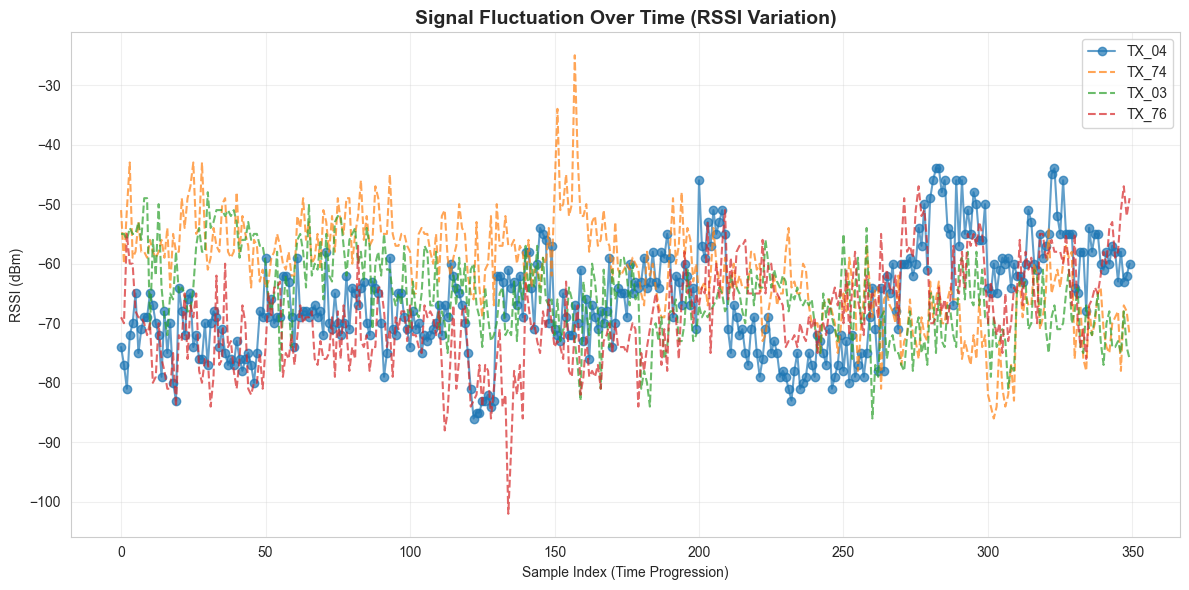 Signal Fluctuation Over Time (RSSI Variation)
TX_04
TX_74
TX_03
TX_76
RSSI (dBm)
−30
−40
−50
−60
−70
−80
−90
−100
0
50
100
150
200
250
300
350
Sample Index (Time Progression)